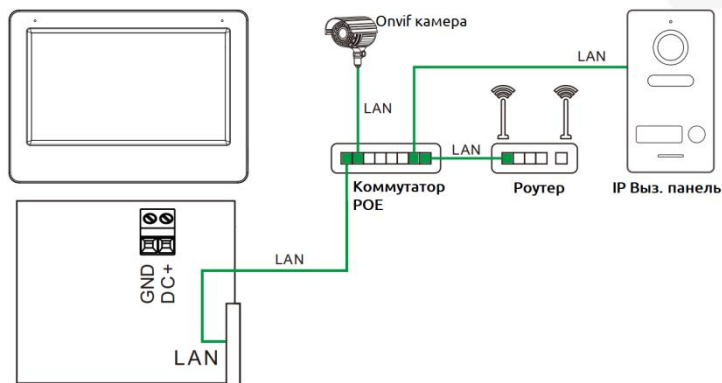 Onvif камера
LAN
LAN
LAN
Коммутатор
POE
Роутер
IP Выз. панель
LAN
GND
DC+
LAN